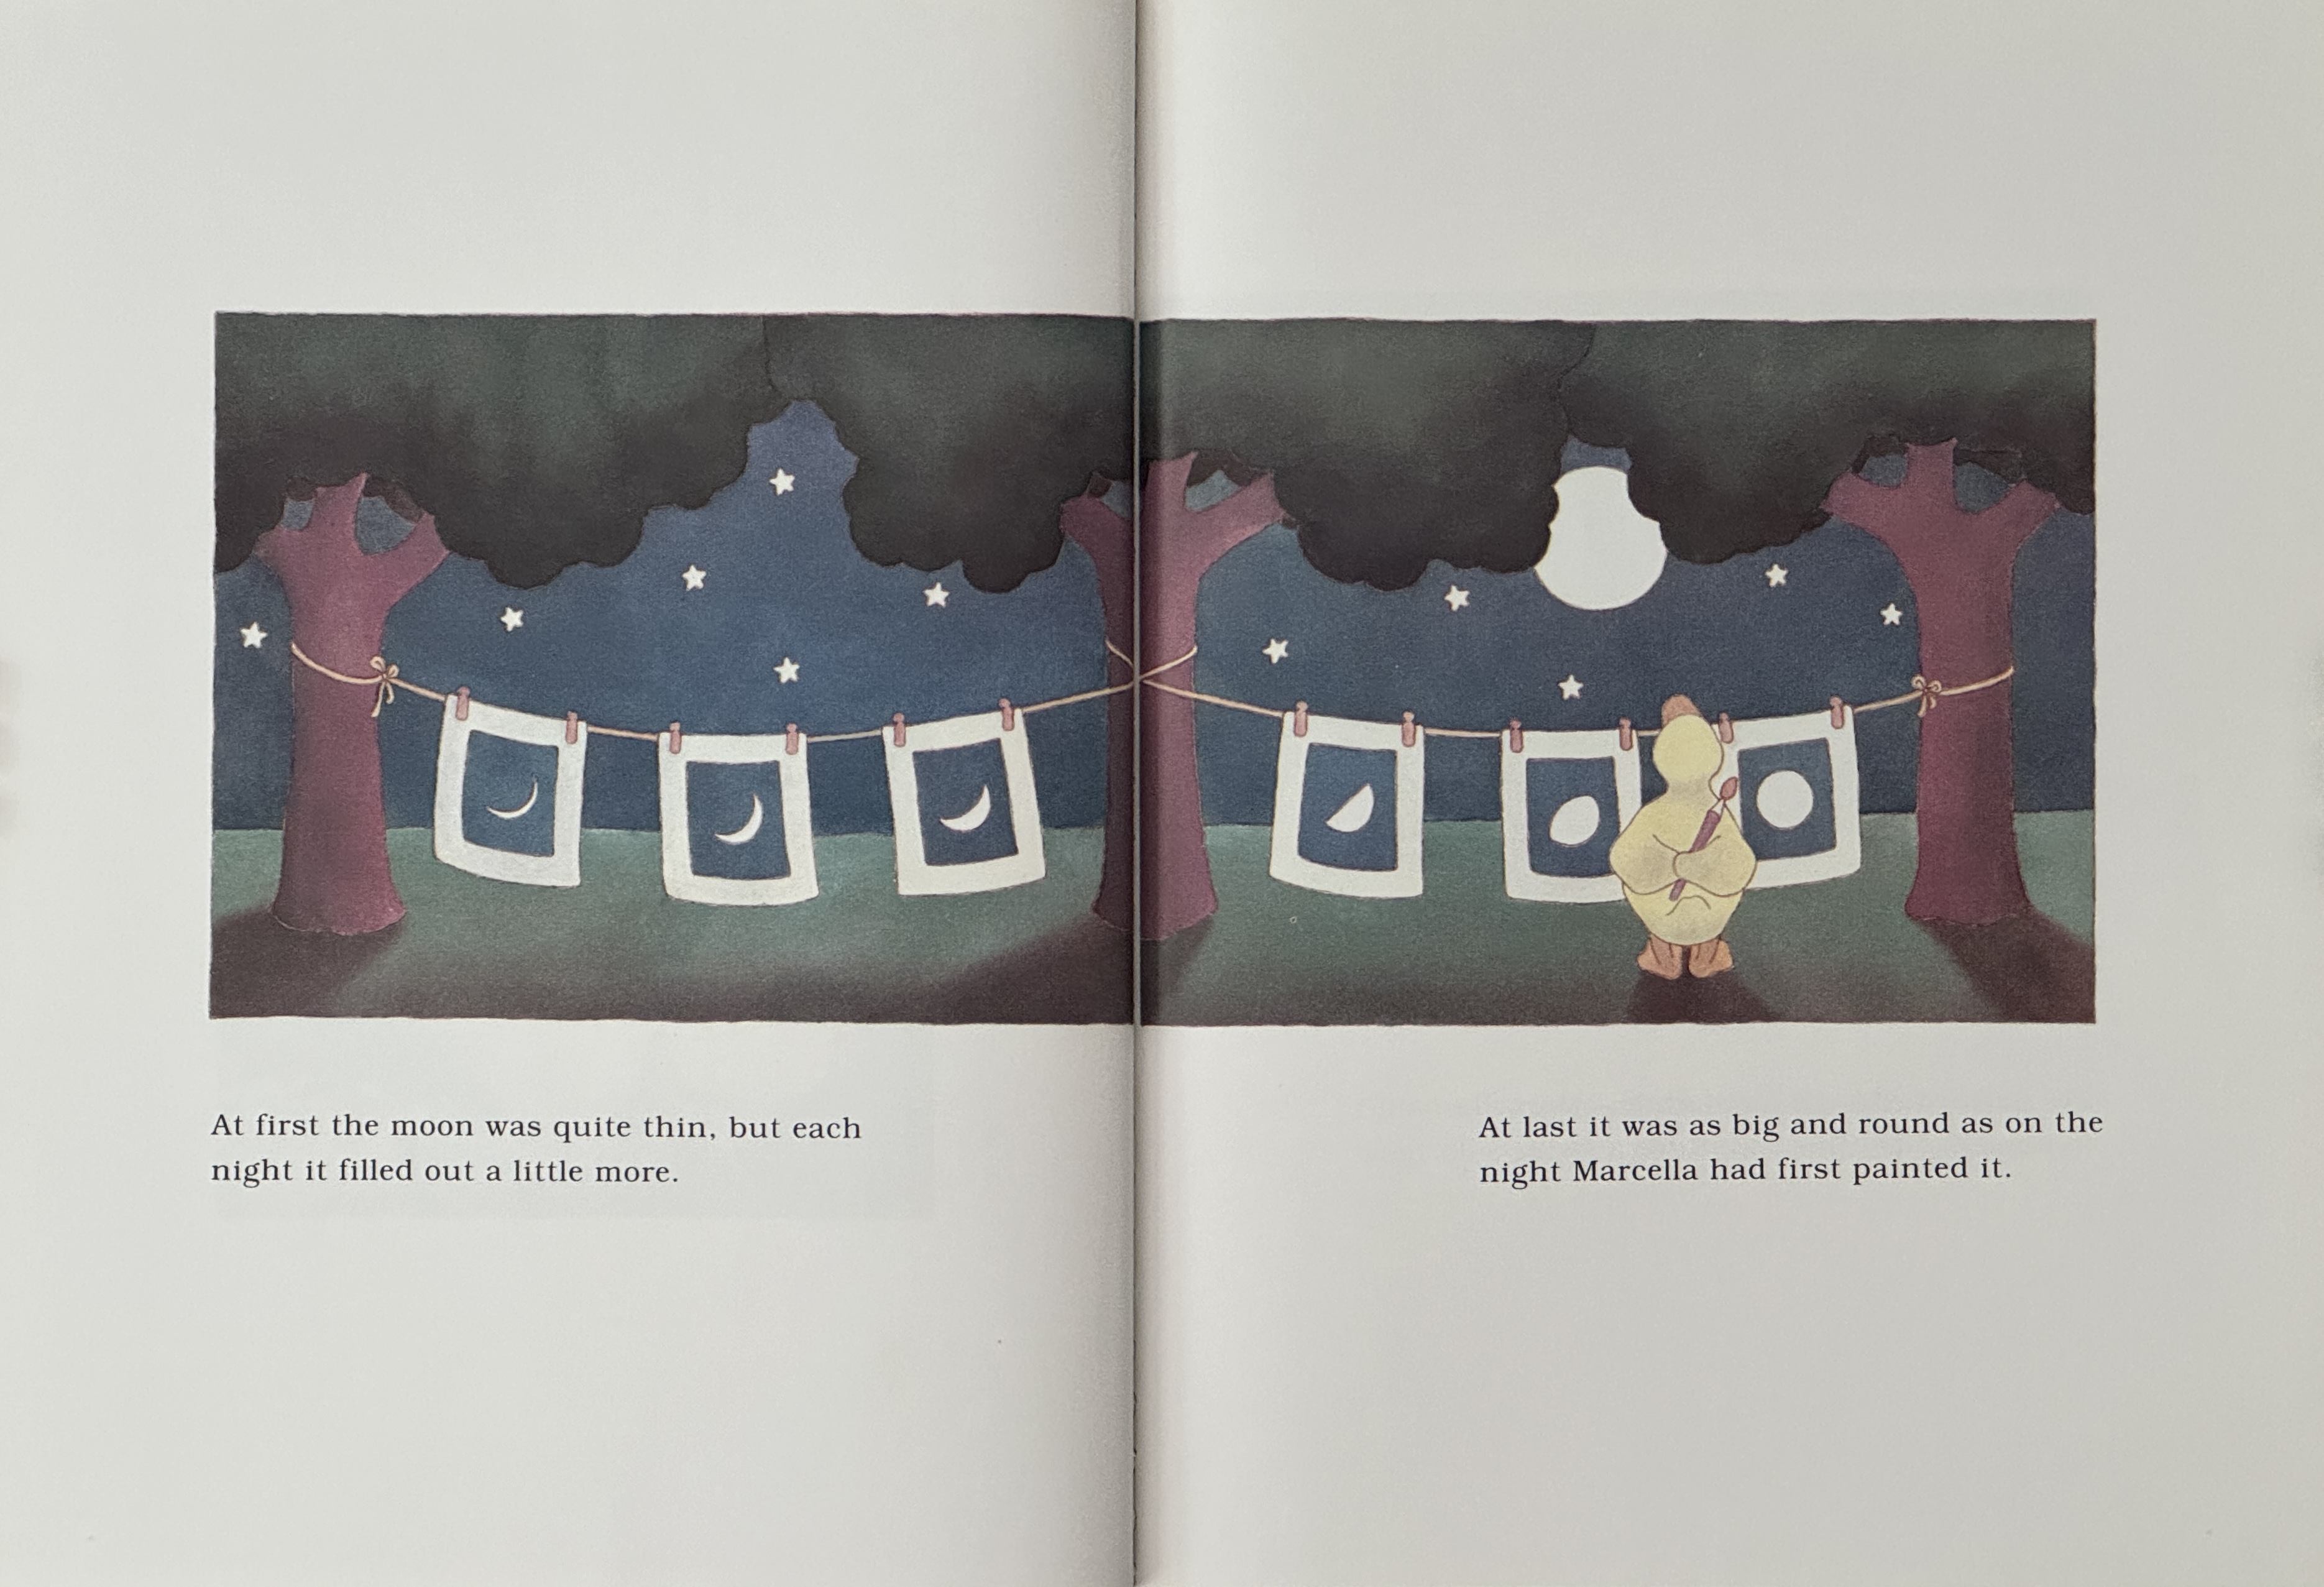 At first the moon was quite thin, but each
night it filled out a little more.
At last it was as big and round as on the
night Marcella had first painted it.